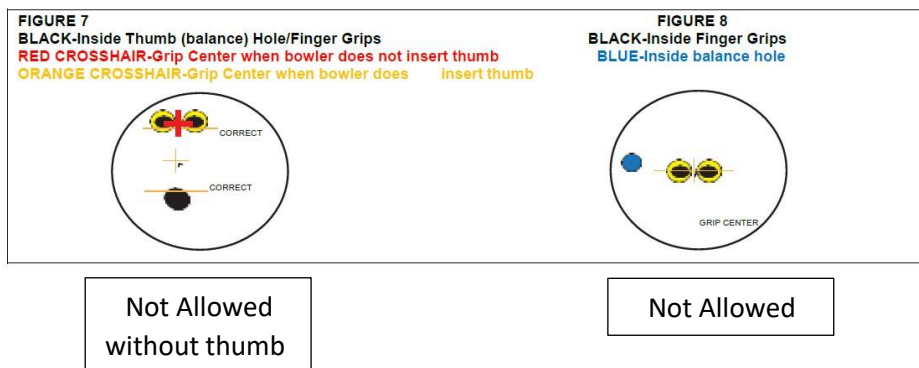 FIGURE 7
BLACK-Inside Thumb (balance) Hole/Finger Grips
RED CROSSHAIR-Grip Center when bowler does not insert thumb
ORANGE CROSSHAIR-Grip Center when bowler does insert thumb
CORRECT
CORRECT
FIGURE 8
BLACK-Inside Finger Grips
BLUE-Inside balance hole
GRIP CENTER
Not Allowed
without thumb
Not Allowed